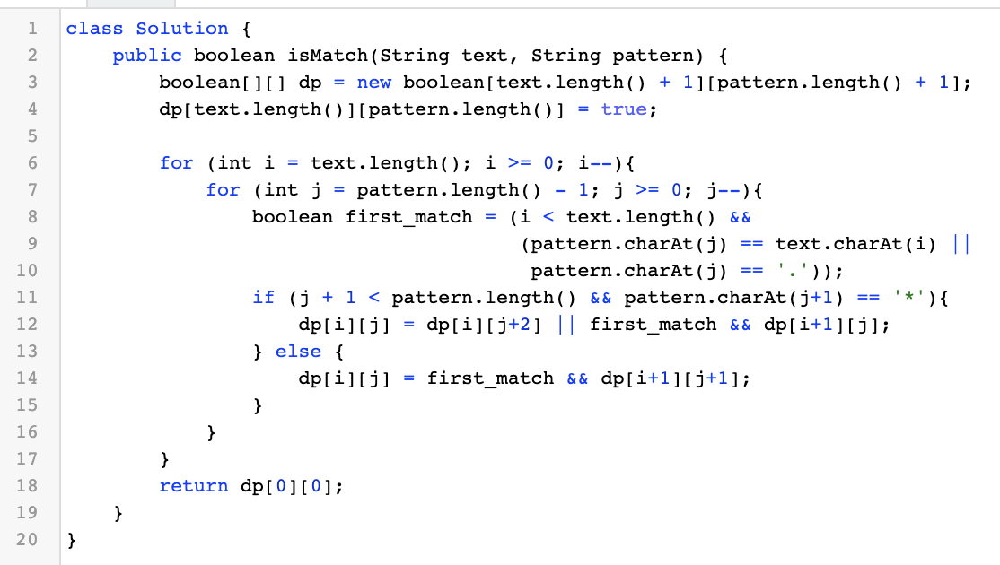 1 class Solution {
2     public boolean isMatch(String text, String pattern) {
3         boolean[][] dp = new boolean[text.length() + 1][pattern.length() + 1];
4         dp[text.length()][pattern.length()] = true;
5
6         for (int i = text.length(); i >= 0; i--){
7             for (int j = pattern.length() - 1; j >= 0; j--){
8                 boolean first_match = (i < text.length() &&
9                                        (pattern.charAt(j) == text.charAt(i) ||
10                                        pattern.charAt(j) == '.'));
11                 if (j + 1 < pattern.length() && pattern.charAt(j+1) == '*'){
12                     dp[i][j] = dp[i][j+2] || first_match && dp[i+1][j];
13                 } else {
14                     dp[i][j] = first_match && dp[i+1][j+1];
15                 }
16             }
17         }
18         return dp[0][0];
19     }
20 }